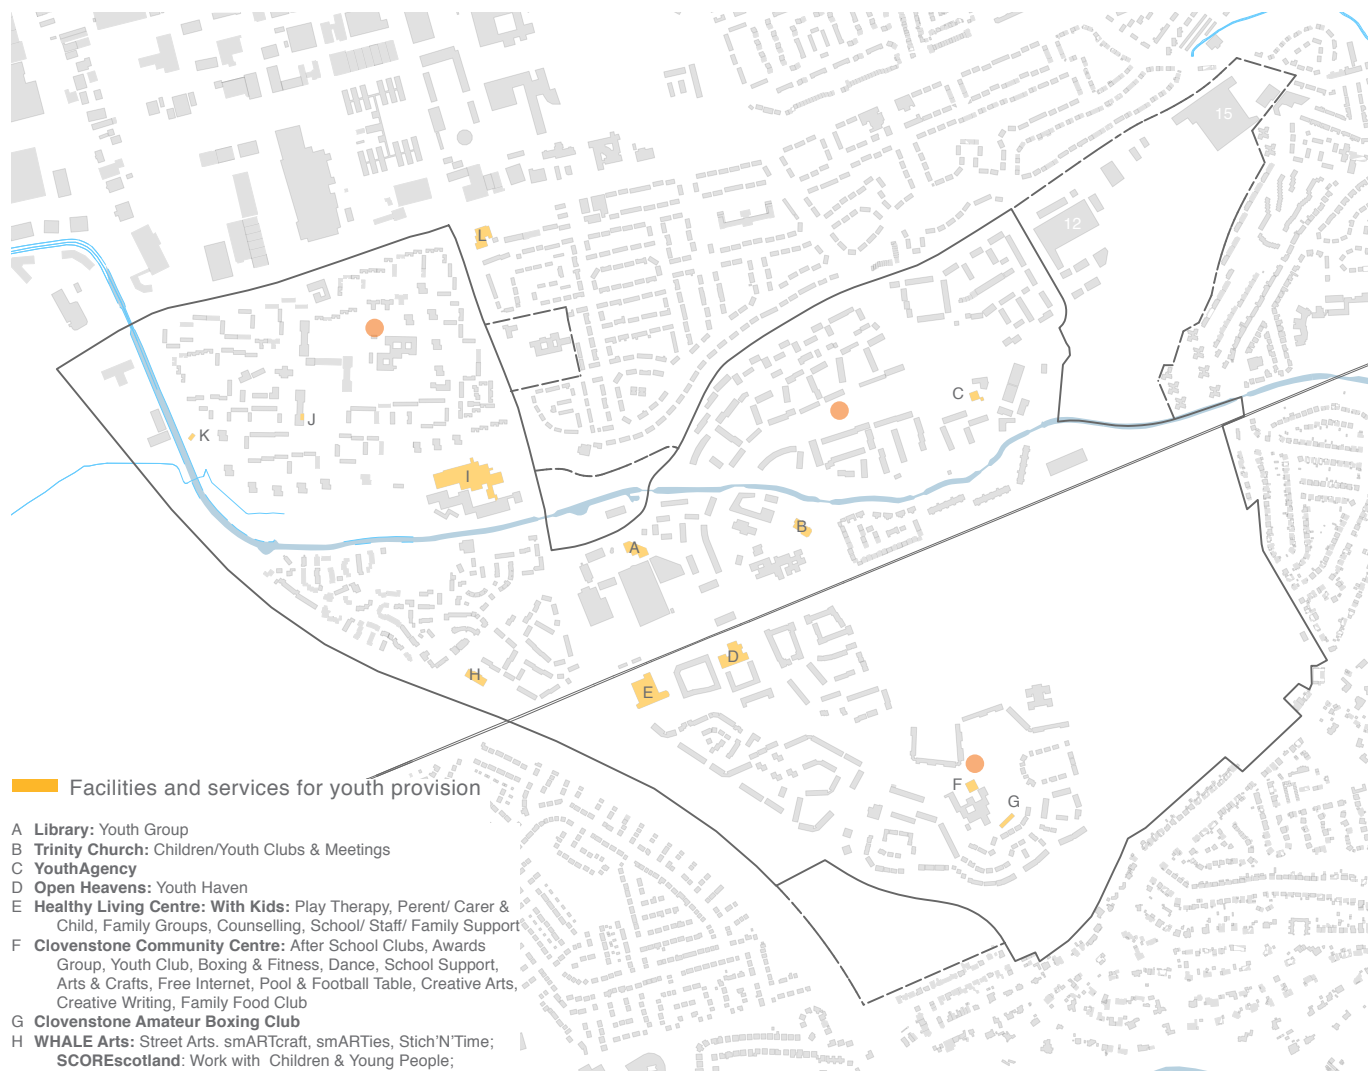 15
12
L
C
J
K
I
B
A
D
H
E
F
G
Facilities and services for youth provision
A Library: Youth Group
B Trinity Church: Children/Youth Clubs & Meetings
C YouthAgency
D Open Heavens: Youth Haven
E Healthy Living Centre: With Kids: Play Therapy, Perent/ Carer &
Child, Family Groups, Counselling, School/ Staff/ Family Support
F Clovenstone Community Centre: After School Clubs, Awards
Group, Youth Club, Boxing & Fitness, Dance, School Support,
Arts & Crafts, Free Internet, Pool & Football Table, Creative Arts,
Creative Writing, Family Food Club
G Clovenstone Amateur Boxing Club
H WHALE Arts: Street Arts. smARTcraft, smARTies, Stich'N'Time;
SCOREscotland: Work with Children & Young People;